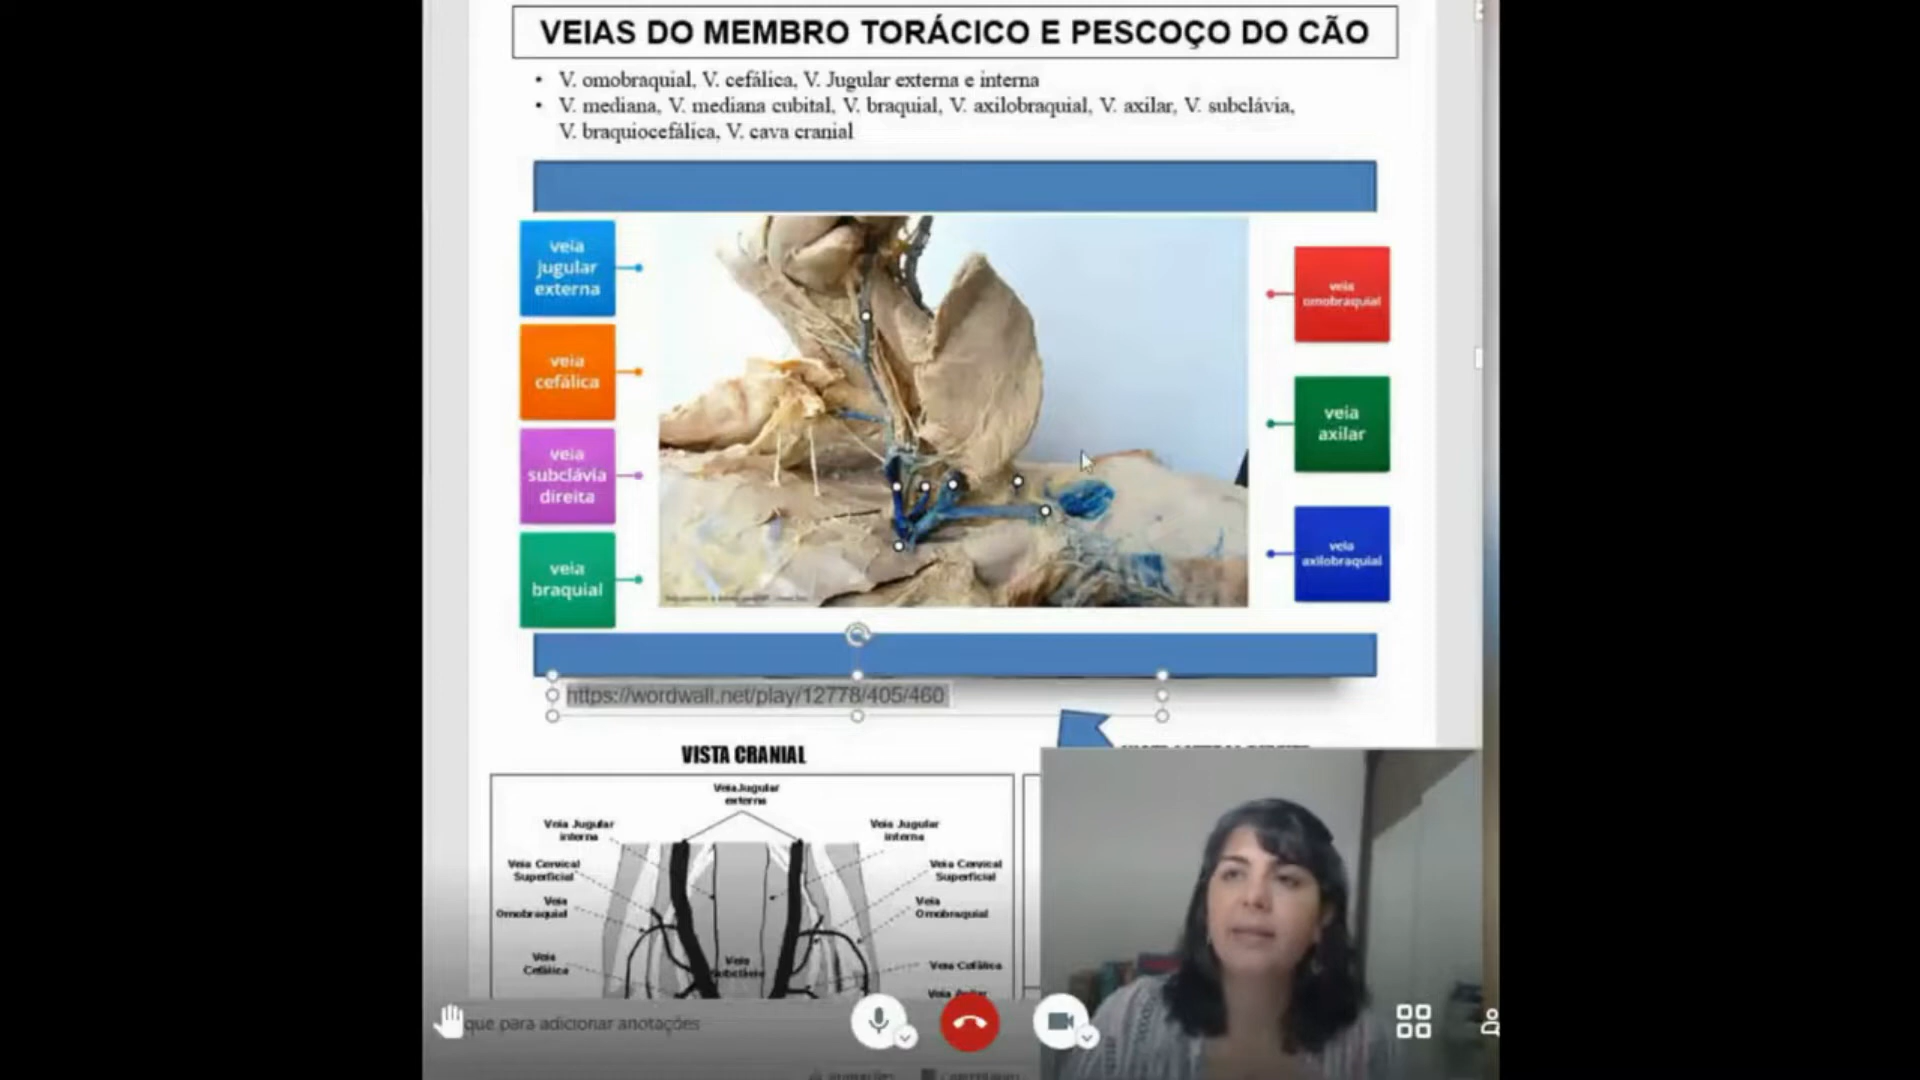 VEIAS DO MEMBRO TORÁCICO E PESCOÇO DO CÃO
• V. omobraquial, V. cefálica, V. Jugular externa e interna
• V. mediana, V. mediana cubital, V. braquial, V. axilobraquial, V. axilar, V. subclávia,
V. braquiocefálica, V. cava cranial
veia
jugular
externa
veia
cefálica
veia
subclávia
direita
veia
braquial
veia
omobraquial
veia
axilar
veia
axilobraquial
https://wordwall.net/play/12778/405/460
VISTA CRANIAL
Veia Jugular
externa
Veia Jugular
interna
Veia Cervical
Superficial
Veia
Omobraquial
Veia
Cefálica
Veia
Subclávia
Veia Jugular
interna
Veia Cervical
Superficial
Veia
Omobraquial
Veia Cefálica
Veia Axilar
que para adicionar anotações